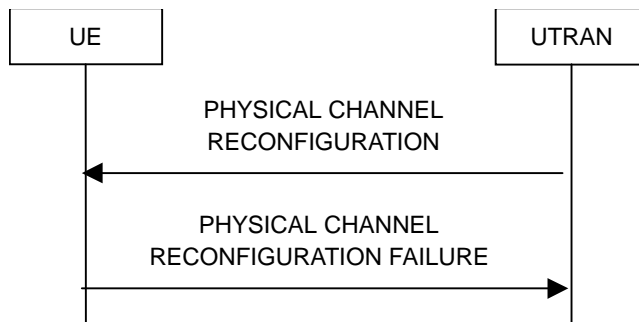 UE
UTRAN
PHYSICAL CHANNEL
RECONFIGURATION
PHYSICAL CHANNEL
RECONFIGURATION FAILURE